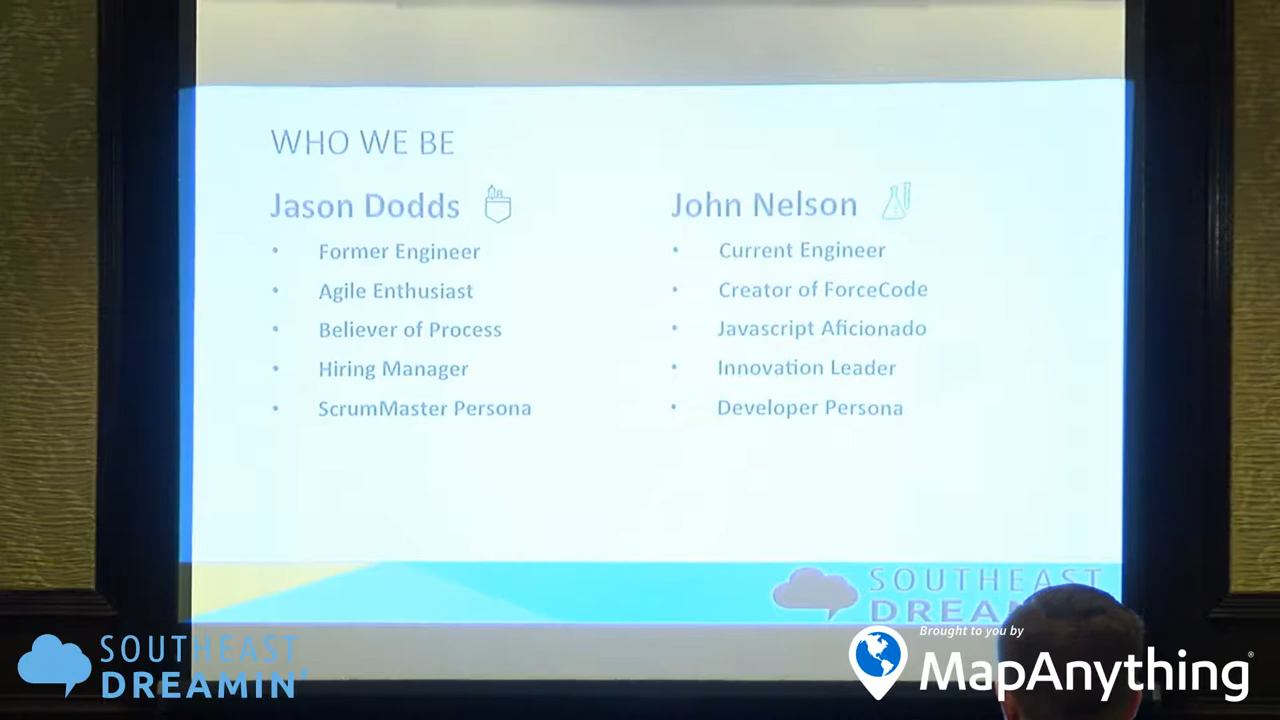 WHO WE BE
Jason Dodds
• Former Engineer
• Agile Enthusiast
• Believer of Process
• Hiring Manager
• ScrumMaster Persona
John Nelson
• Current Engineer
• Creator of ForceCode
• Javascript Aficionado
• Innovation Leader
• Developer Persona
SOUTHEAST
DREAM
SOUTHEAST
DREAMIN'
Brought to you by
MapAnything